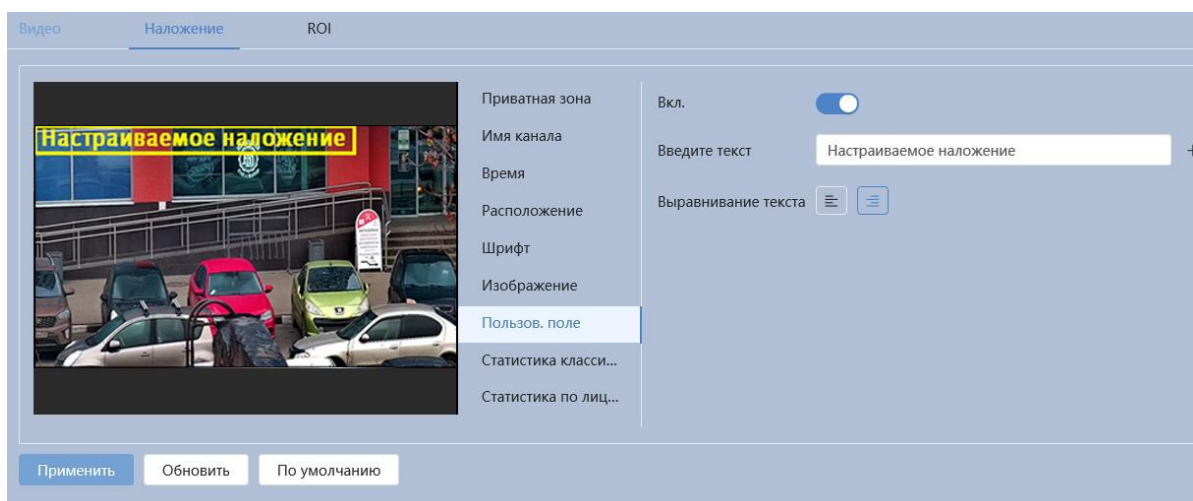 Видео
Наложение
ROI
Настраиваемое наложение
Приватная зона
Имя канала
Время
Расположение
Шрифт
Изображение
Пользов. поле
Статистика класси...
Статистика по лиц...
Вкл.
Введите текст
Настраиваемое наложение
+
Выравнивание текста
Применить
Обновить
По умолчанию